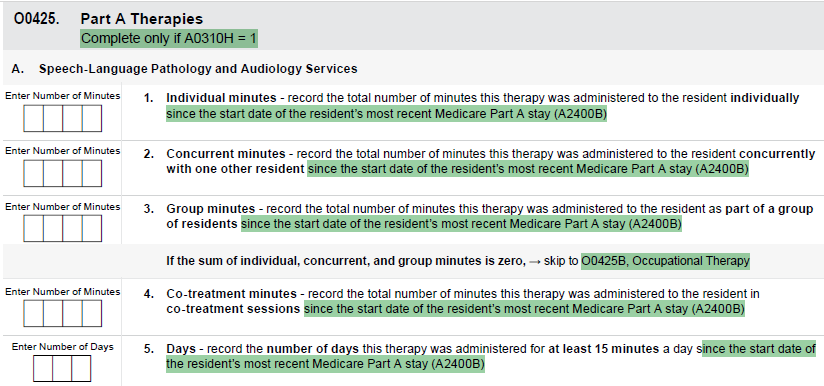 O0425. Part A Therapies
Complete only if A0310H = 1
A. Speech-Language Pathology and Audiology Services
Enter Number of Minutes
1. Individual minutes - record the total number of minutes this therapy was administered to the resident individually
since the start date of the resident's most recent Medicare Part A stay (A2400B)
Enter Number of Minutes
2. Concurrent minutes - record the total number of minutes this therapy was administered to the resident concurrently
with one other resident since the start date of the resident's most recent Medicare Part A stay (A2400B)
Enter Number of Minutes
3. Group minutes - record the total number of minutes this therapy was administered to the resident as part of a group
of residents since the start date of the resident's most recent Medicare Part A stay (A2400B)
If the sum of individual, concurrent, and group minutes is zero, → skip to O0425B, Occupational Therapy
Enter Number of Minutes
4. Co-treatment minutes - record the total number of minutes this therapy was administered to the resident in
co-treatment sessions since the start date of the resident's most recent Medicare Part A stay (A2400B)
Enter Number of Days
5. Days - record the number of days this therapy was administered for at least 15 minutes a day since the start date of
the resident's most recent Medicare Part A stay (A2400B)